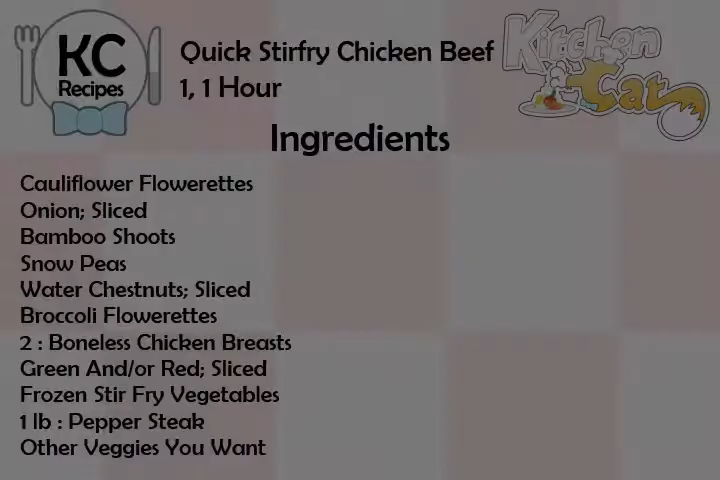 KC
Recipes
Quick Stirfry Chicken Beef
1, 1 Hour
Kitchen
Cat
Ingredients
Cauliflower Flowerettes
Onion; Sliced
Bamboo Shoots
Snow Peas
Water Chestnuts; Sliced
Broccoli Flowerettes
2 : Boneless Chicken Breasts
Green And/or Red; Sliced
Frozen Stir Fry Vegetables
1 lb : Pepper Steak
Other Veggies You Want